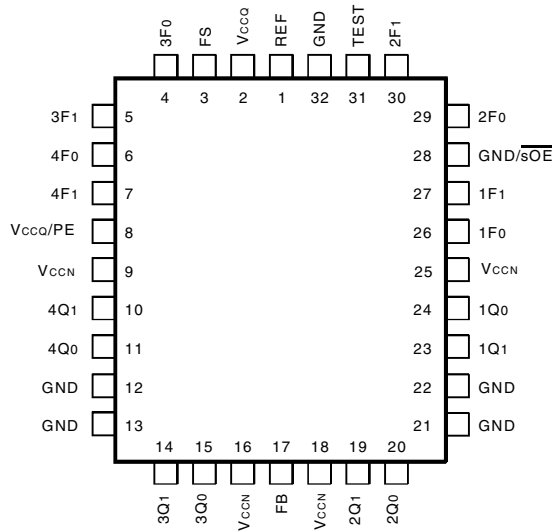 3F0 FS VCCQ REF GND TEST 2F1
4 3 2 1 32 31 30
3F1 5 29 2F0
4F0 6 28 GND/sOE
4F1 7 27 1F1
VCCQ/PE 8 26 1F0
VCCN 9 25 VCCN
4Q1 10 24 1Q0
4Q0 11 23 1Q1
GND 12 22 GND
GND 13 21 GND
14 15 16 17 18 19 20
3Q1 3Q0 VCCN FB VCCN 2Q1 2Q0